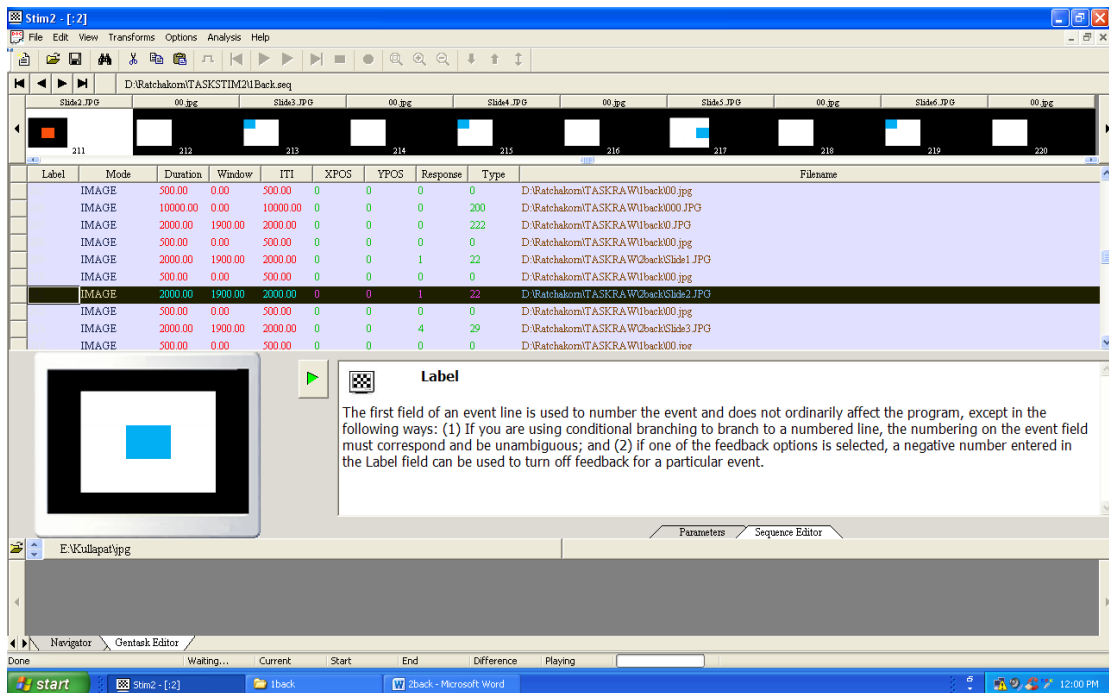 Stim2 - [:2]
File Edit View Transforms Options Analysis Help
D:\Ratchakorn\TASKSTIM2\1Back.seq
Slide2.JPG 00.jpg Slide3.JPG 00.jpg Slide4.JPG 00.jpg Slide5.JPG 00.jpg Slide6.JPG 00.jpg
211 212 213 214 215 216 217 218 219 220
Label Mode Duration Window ITI XPOS YPOS Response Type Filename
IMAGE 500.00 0.00 500.00 0 0 0 0 D:\Ratchakorn\TASKRAW\1back\00.jpg
IMAGE 10000.00 0.00 10000.00 0 0 0 200 D:\Ratchakorn\TASKRAW\1back\000.JPG
IMAGE 2000.00 1900.00 2000.00 0 0 0 222 D:\Ratchakorn\TASKRAW\1back\0.JPG
IMAGE 500.00 0.00 500.00 0 0 0 0 D:\Ratchakorn\TASKRAW\1back\00.jpg
IMAGE 2000.00 1900.00 2000.00 0 0 1 22 D:\Ratchakorn\TASKRAW\2back\Slide1.JPG
IMAGE 500.00 0.00 500.00 0 0 0 0 D:\Ratchakorn\TASKRAW\1back\00.jpg
IMAGE 2000.00 1900.00 2000.00 0 0 1 22 D:\Ratchakorn\TASKRAW\2back\Slide2.JPG
IMAGE 500.00 0.00 500.00 0 0 0 0 D:\Ratchakorn\TASKRAW\1back\00.jpg
IMAGE 2000.00 1900.00 2000.00 0 0 4 29 D:\Ratchakorn\TASKRAW\2back\Slide3.JPG
IMAGE 500.00 0.00 500.00 0 0 0 0 D:\Ratchakorn\TASKRAW\1back\00.jpg
Label
The first field of an event line is used to number the event and does not ordinarily affect the program, except in the
following ways: (1) If you are using conditional branching to branch to a numbered line, the numbering on the event field
must correspond and be unambiguous; and (2) if one of the feedback options is selected, a negative number entered in
the Label field can be used to turn off feedback for a particular event.
Parameters Sequence Editor
E:\Kullapat\jpg
Navigator Gentask Editor
Done Waiting... Current Start End Difference Playing
start Stim2 - [:2] 1back 2back - Microsoft Word 12:00 PM